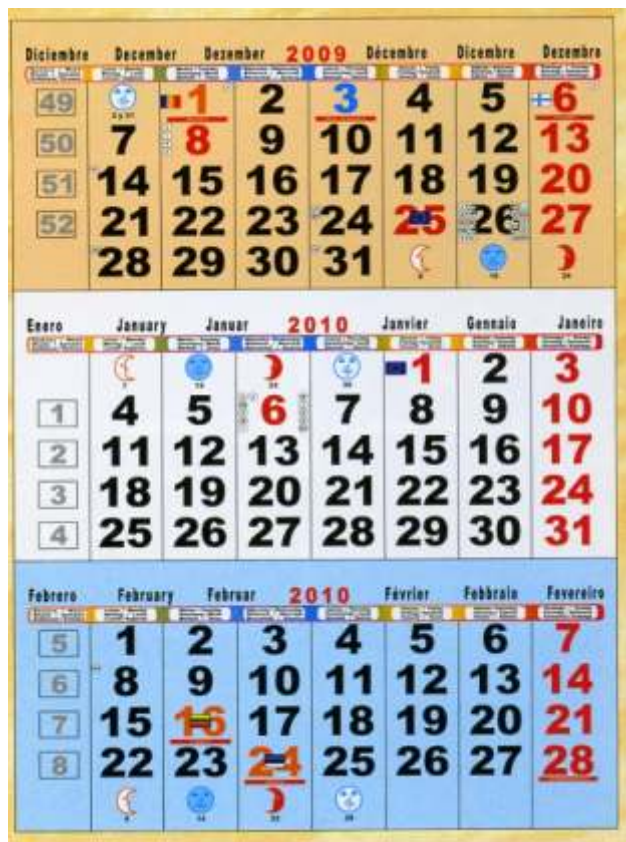 Diciembre December Dezember 2009 Décembre Dicembre Dezembro
49 1 2 3 4 5 6
50 7 8 9 10 11 12 13
51 14 15 16 17 18 19 20
52 21 22 23 24 25 26 27
28 29 30 31
Enero January Januar 2010 Janvier Gennaio Janeiro
1 2 3
1 4 5 6 7 8 9 10
2 11 12 13 14 15 16 17
3 18 19 20 21 22 23 24
4 25 26 27 28 29 30 31
Febrero February Februar 2010 Février Febbraio Fevereiro
5 1 2 3 4 5 6 7
6 8 9 10 11 12 13 14
7 15 16 17 18 19 20 21
8 22 23 24 25 26 27 28